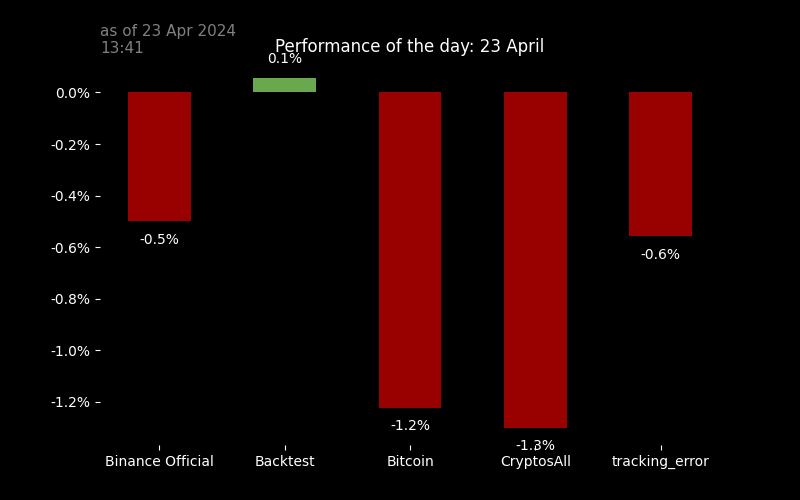 as of 23 Apr 2024
13:41
Performance of the day: 23 April
0.1%
0.0%
-0.2%
-0.4%
-0.5%
-0.6%
-0.6%
-0.8%
-1.0%
-1.2%
-1.2%
-1.3%
Binance Official
Backtest
Bitcoin
CryptosAll
tracking_error